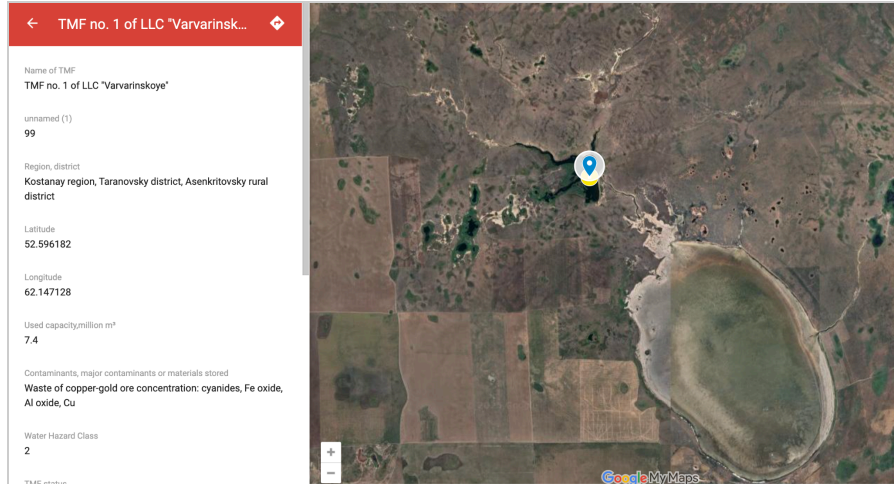 TMF no. 1 of LLC "Varvarinsk...
Name of TMF
TMF no. 1 of LLC "Varvarinskoye"
unnamed (1)
99
Region, district
Kostanay region, Taranovsky district, Asenkritovsky rural
district
Latitude
52.596182
Longitude
62.147128
Used capacity,million m³
7.4
Contaminants, major contaminants or materials stored
Waste of copper-gold ore concentration: cyanides, Fe oxide,
Al oxide, Cu
Water Hazard Class
2
TMF status
Google My Maps